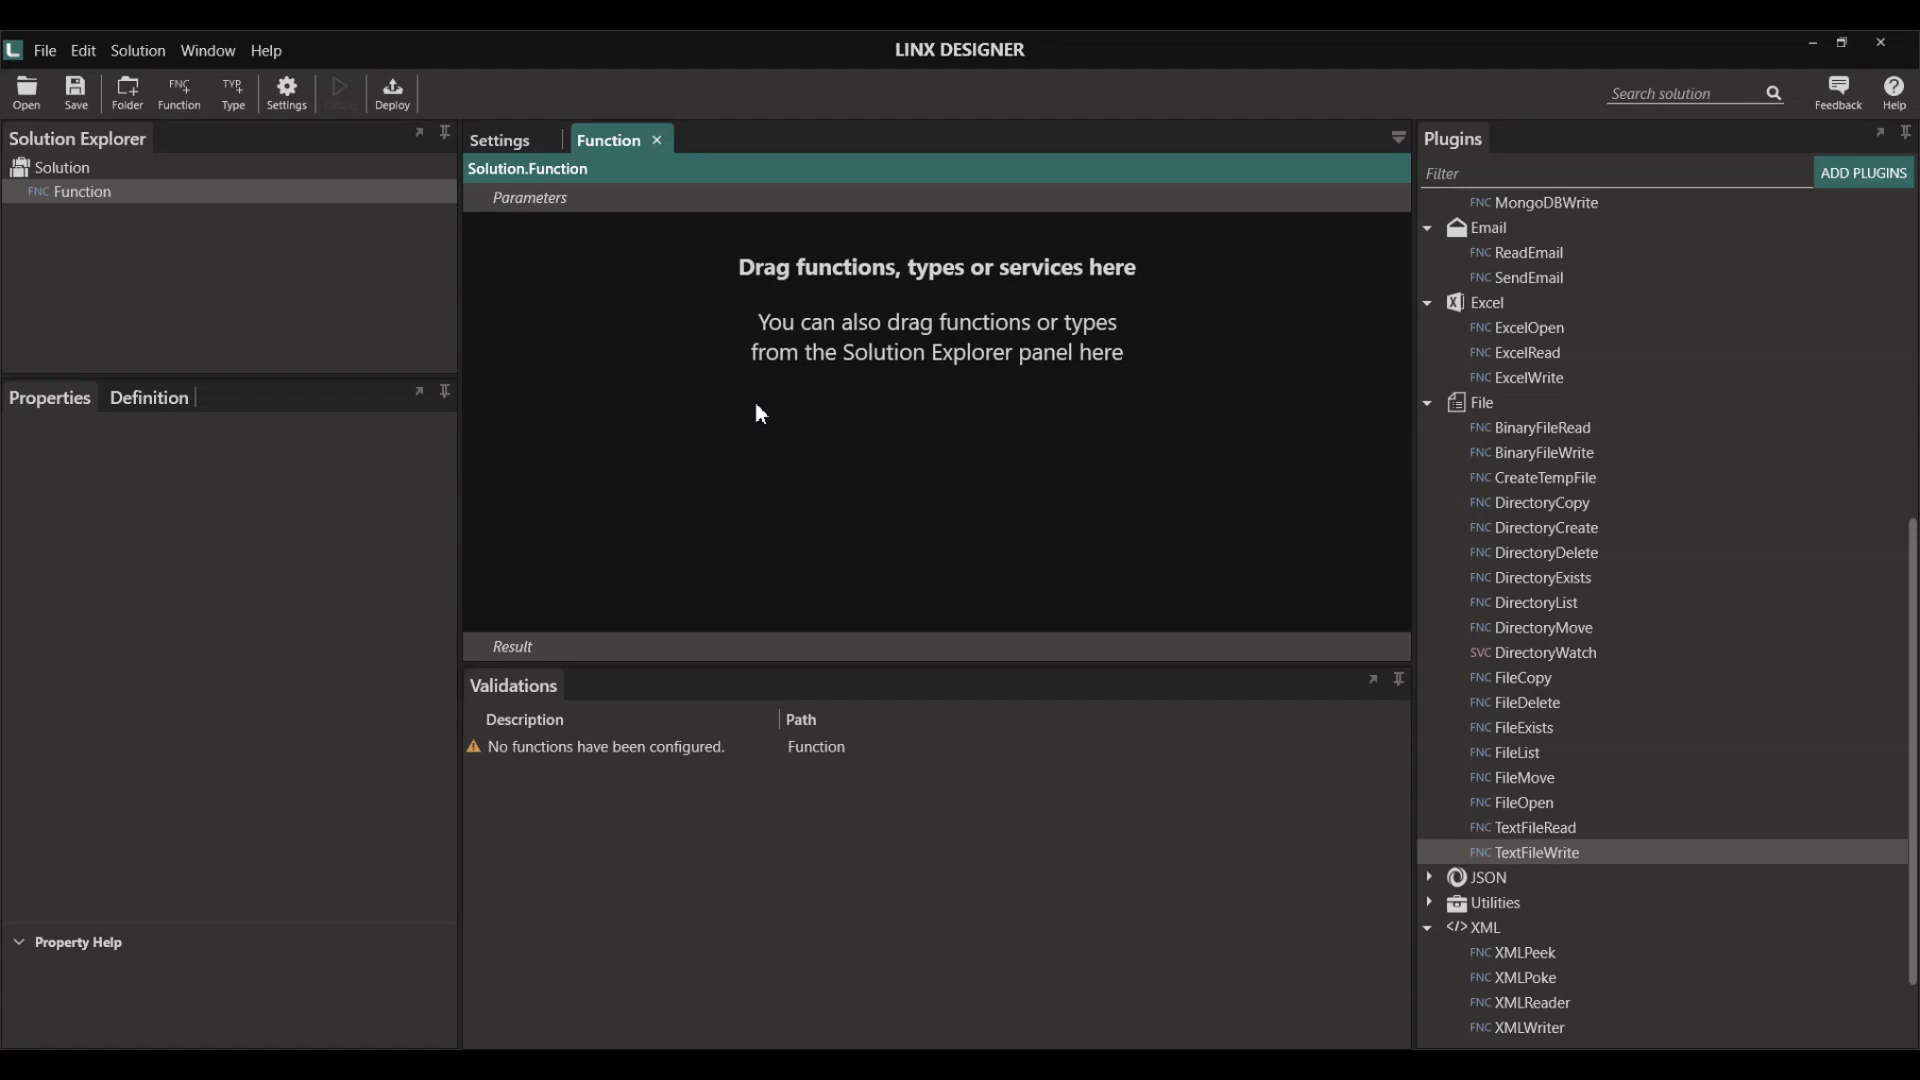 L File Edit Solution Window Help
LINX DESIGNER
Open Save Folder FNC Function TYP Type Settings Deploy
Search solution
Feedback Help
Solution Explorer
Solution
FNC Function
Properties Definition
Property Help
Settings Function
Solution.Function
Parameters
Drag functions, types or services here
You can also drag functions or types
from the Solution Explorer panel here
Result
Validations
Description Path
No functions have been configured. Function
Plugins
Filter ADD PLUGINS
FNC MongoDBWrite
Email
FNC ReadEmail
FNC SendEmail
Excel
FNC ExcelOpen
FNC ExcelRead
FNC ExcelWrite
File
FNC BinaryFileRead
FNC BinaryFileWrite
FNC CreateTempFile
FNC DirectoryCopy
FNC DirectoryCreate
FNC DirectoryDelete
FNC DirectoryExists
FNC DirectoryList
FNC DirectoryMove
SVC DirectoryWatch
FNC FileCopy
FNC FileDelete
FNC FileExists
FNC FileList
FNC FileMove
FNC FileOpen
FNC TextFileRead
FNC TextFileWrite
JSON
Utilities
XML
FNC XMLPeek
FNC XMLPoke
FNC XMLReader
FNC XMLWriter